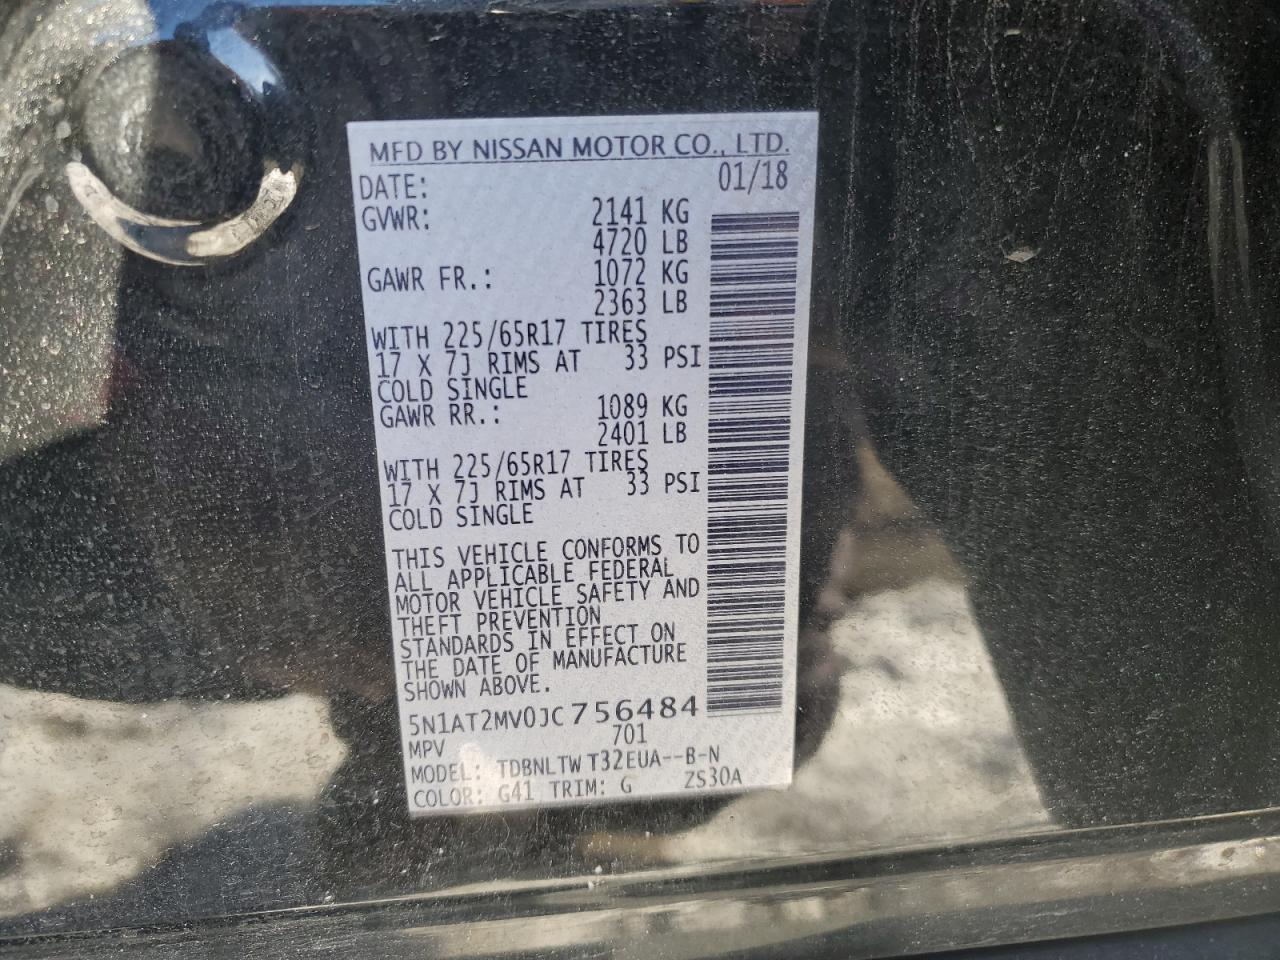 MFD BY NISSAN MOTOR CO., LTD.
DATE: 01/18
GVWR: 2141 KG
4720 LB
GAWR FR.: 1072 KG
2363 LB
WITH 225/65R17 TIRES
17 X 7J RIMS AT 33 PSI
COLD SINGLE
GAWR RR.: 1089 KG
2401 LB
WITH 225/65R17 TIRES
17 X 7J RIMS AT 33 PSI
COLD SINGLE
THIS VEHICLE CONFORMS TO
ALL APPLICABLE FEDERAL
MOTOR VEHICLE SAFETY AND
THEFT PREVENTION
STANDARDS IN EFFECT ON
THE DATE OF MANUFACTURE
SHOWN ABOVE.
5N1AT2MV0JC756484
MPV 701
MODEL: TDBNLTW T32EUA--B-N
COLOR: G41 TRIM: G ZS30A